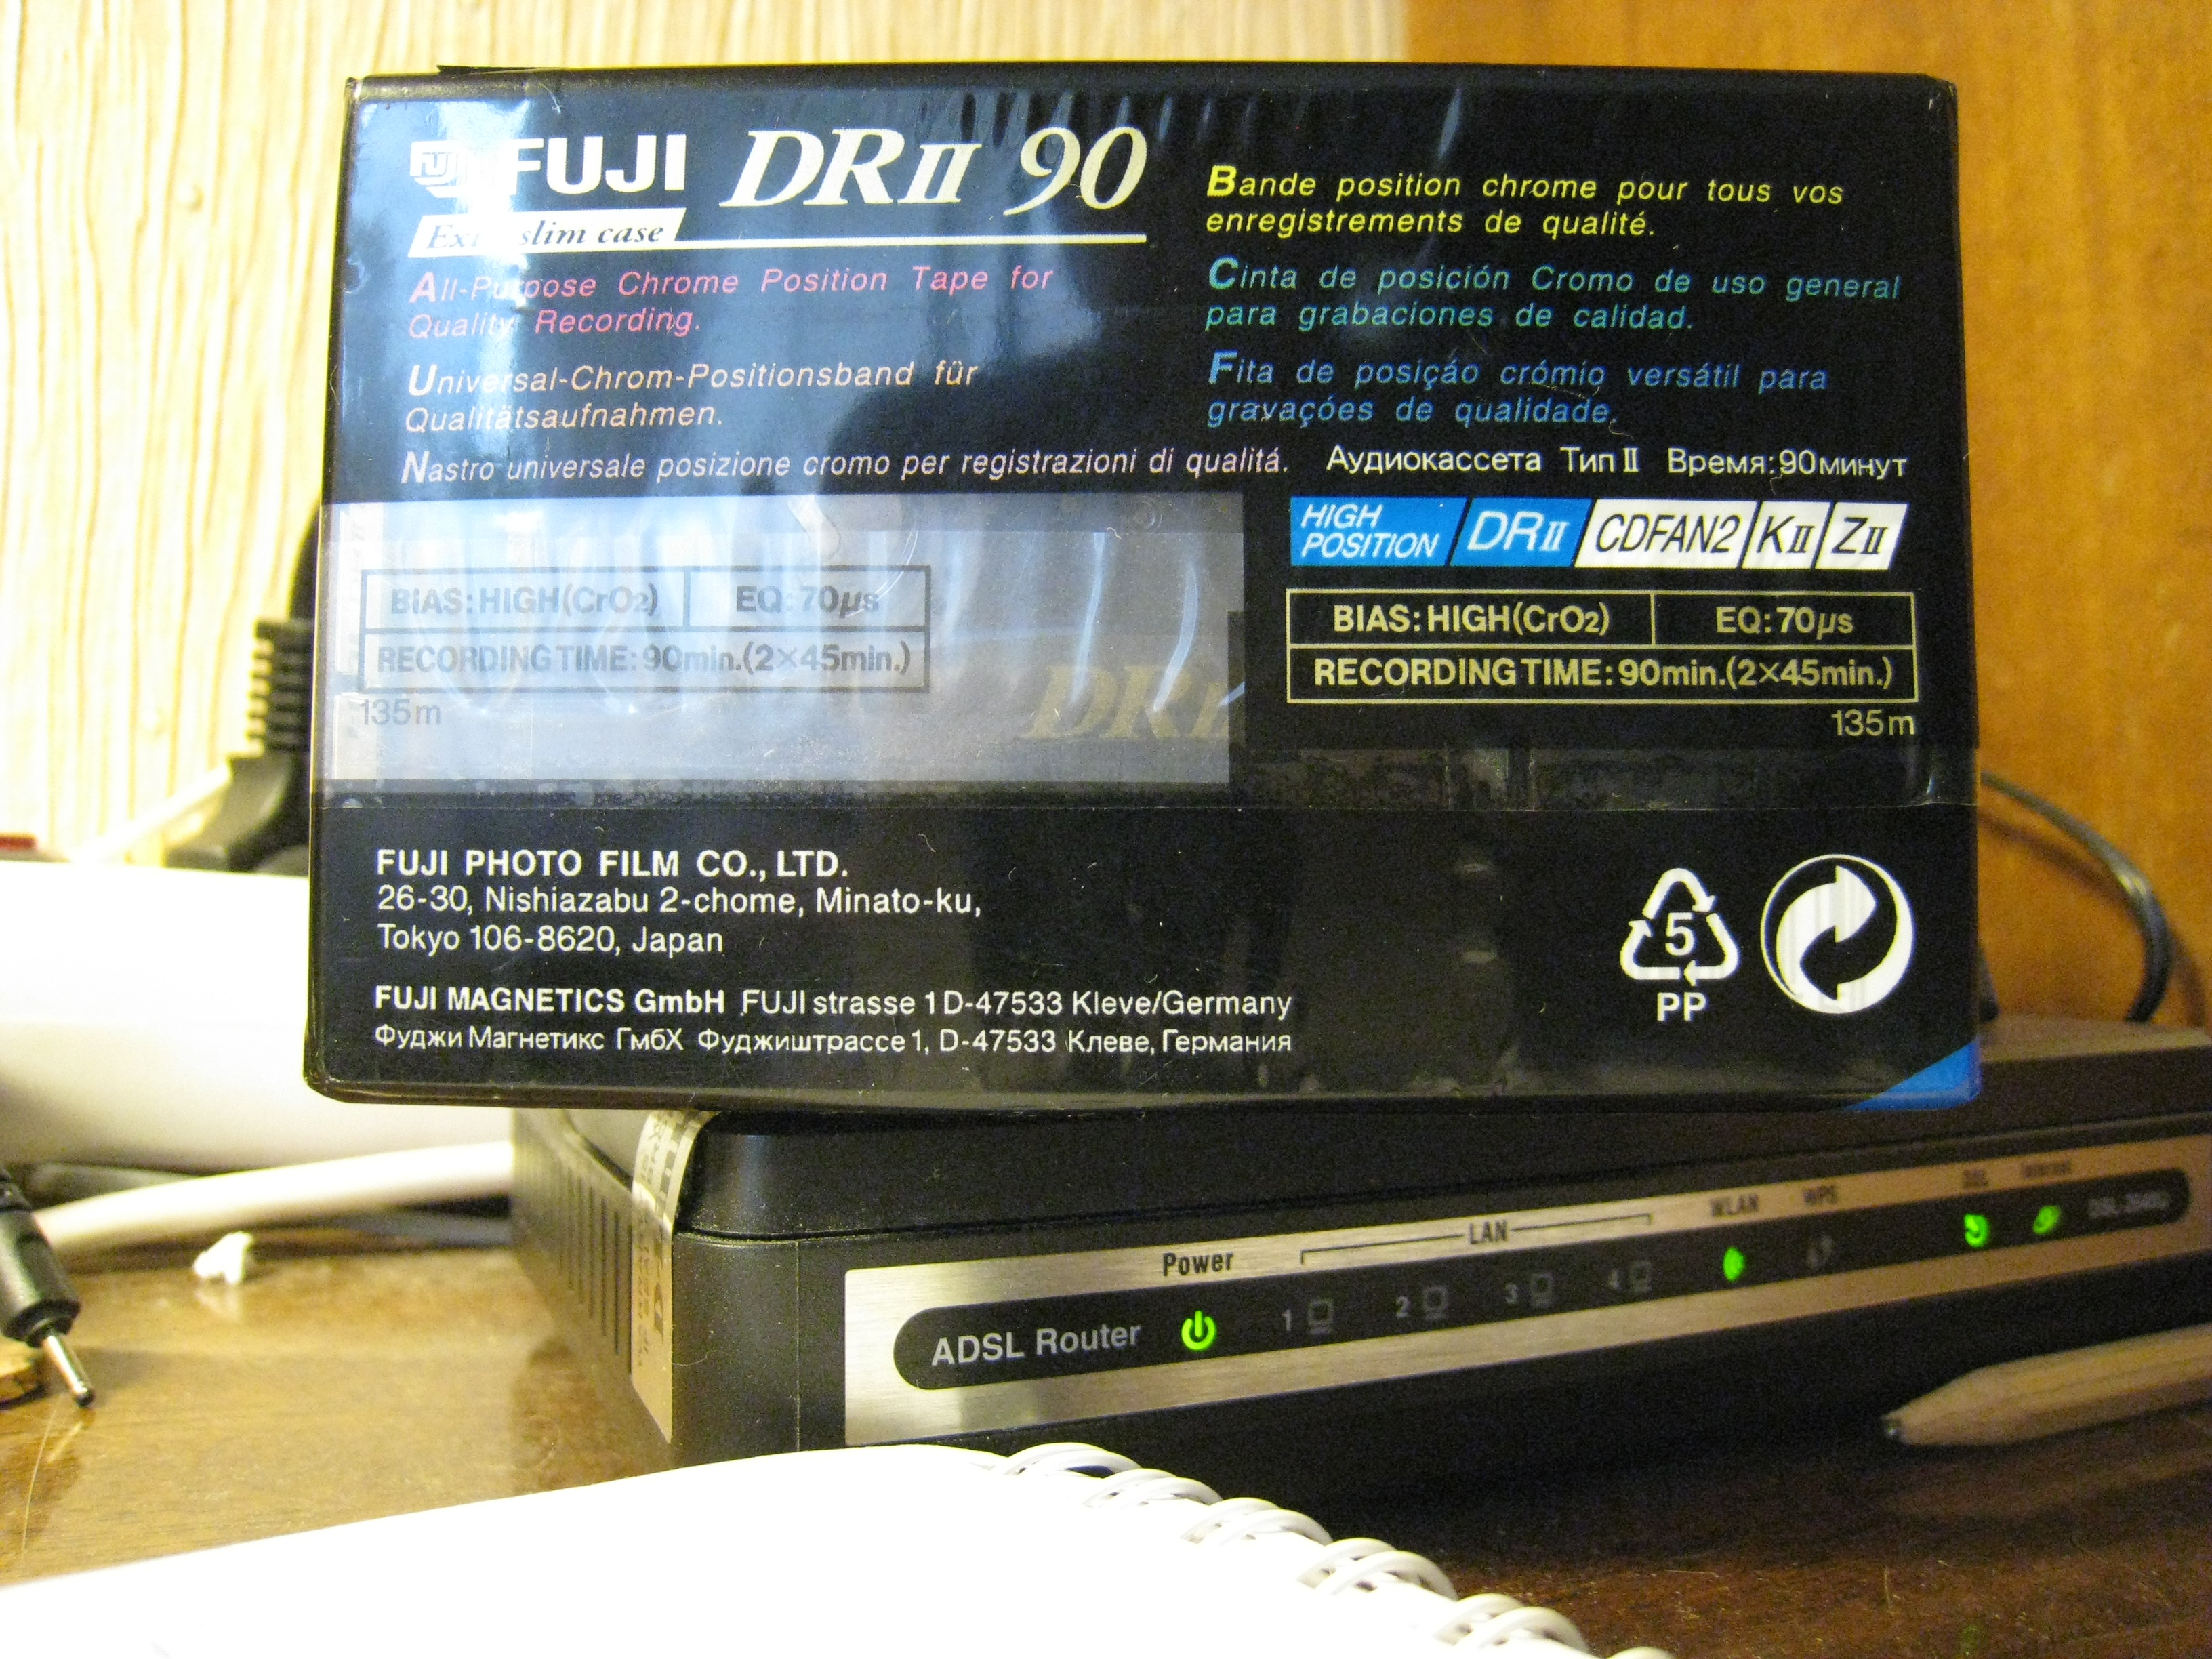 FUJI DRII 90
slim case
All-Purpose Chrome Position Tape for
Quality Recording.
Universal-Chrom-Positionsband für
Qualitätsaufnahmen.
Nastro universale posizione cromo per registrazioni di qualitá.
Bande position chrome pour tous vos
enregistrements de qualité.
Cinta de posición Cromo de uso general
para grabaciones de calidad.
Fita de posiçáo crómio versátil para
gravaçóes de qualidade.
Аудиокассета Тип II Время:90минут
HIGH
POSITION
DRII CDFAN2 KII ZII
BIAS:HIGH(CrO2) EQ:70µs
RECORDING TIME:90min.(2×45min.)
135m
BIAS:HIGH(CrO2) EQ:70µs
RECORDING TIME:90min.(2×45min.)
135m
DRII
FUJI PHOTO FILM CO., LTD.
26-30, Nishiazabu 2-chome, Minato-ku,
Tokyo 106-8620, Japan
FUJI MAGNETICS GmbH FUJI strasse 1 D-47533 Kleve/Germany
Фуджи Магнетикс ГмбХ Фуджиштрассе 1, D-47533 Клеве, Германия
5
PP
Power LAN WLAN WPS DSL Internet
ADSL Router 1 2 3 4